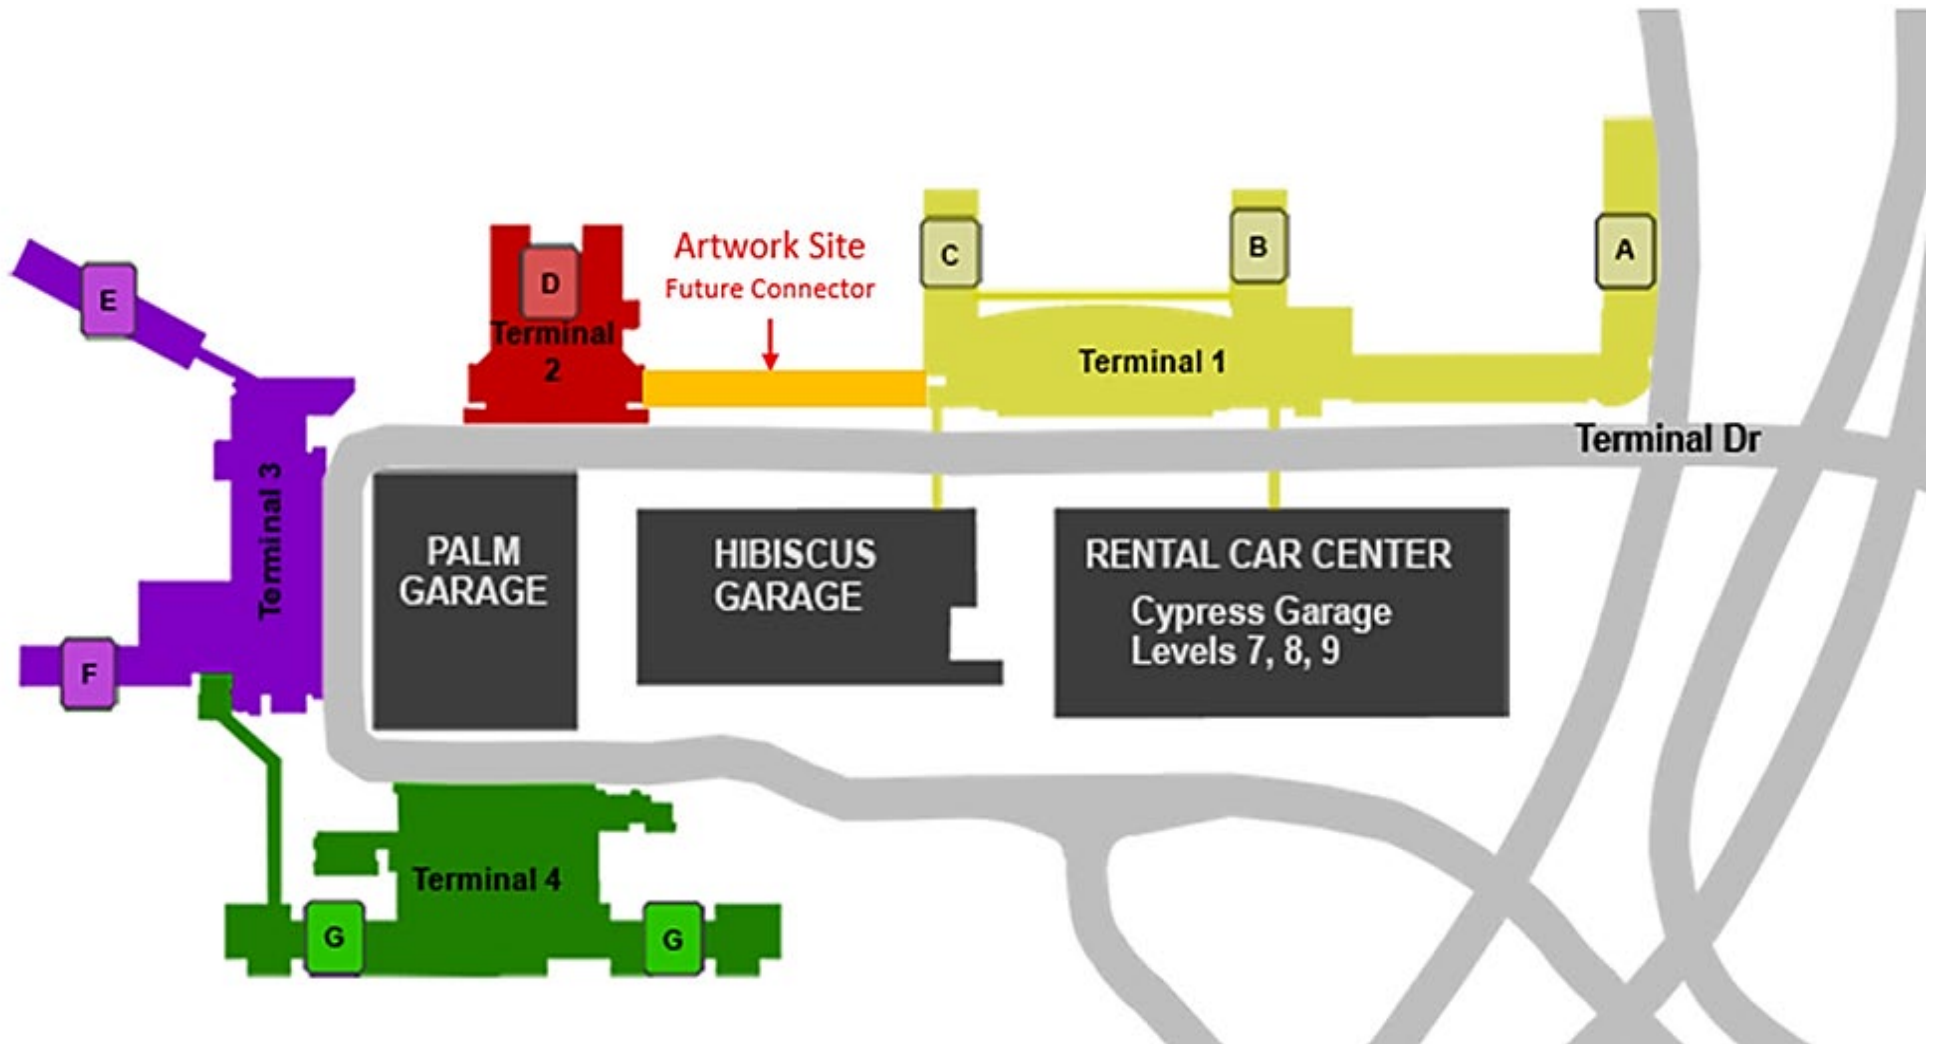 A
B
C
Artwork Site
Future Connector
D
Terminal
2
E
Terminal 1
Terminal Dr
Terminal 3
PALM
GARAGE
HIBISCUS
GARAGE
RENTAL CAR CENTER
Cypress Garage
Levels 7, 8, 9
F
Terminal 4
G
G